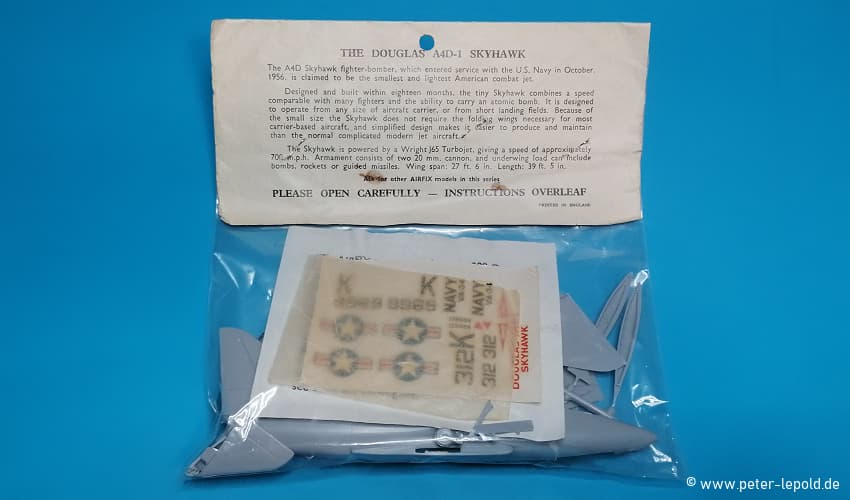 THE DOUGLAS A4D-1 SKYHAWK
The A4D Skyhawk fighter-bomber, which entered service with the U.S. Navy in October,
1956, is claimed to be the smallest and lightest American combat jet.
Designed and built within eighteen months, the tiny Skyhawk combines a speed
comparable with many fighters and the ability to carry an atomic bomb. It is designed
to operate from any size of aircraft carrier, or from short landing fields. Because of
the small size the Skyhawk does not require the folding wings necessary for most
carrier-based aircraft, and simplified design makes it easier to produce and maintain
than the normal complicated modern jet aircraft.
The Skyhawk is powered by a Wright J65 Turbojet, giving a speed of approximately
700 m.p.h. Armament consists of two 20 mm. cannon, and underwing load can include
bombs, rockets or guided missiles. Wing span: 27 ft. 6 in. Length: 39 ft. 5 in.
Ask for other AIRFIX models in this series
PLEASE OPEN CAREFULLY — INSTRUCTIONS OVERLEAF
PRINTED IN ENGLAND
K K
NAVY
NAVY
315K
312 312
DOUGLAS
SKYHAWK
© www.peter-lepold.de